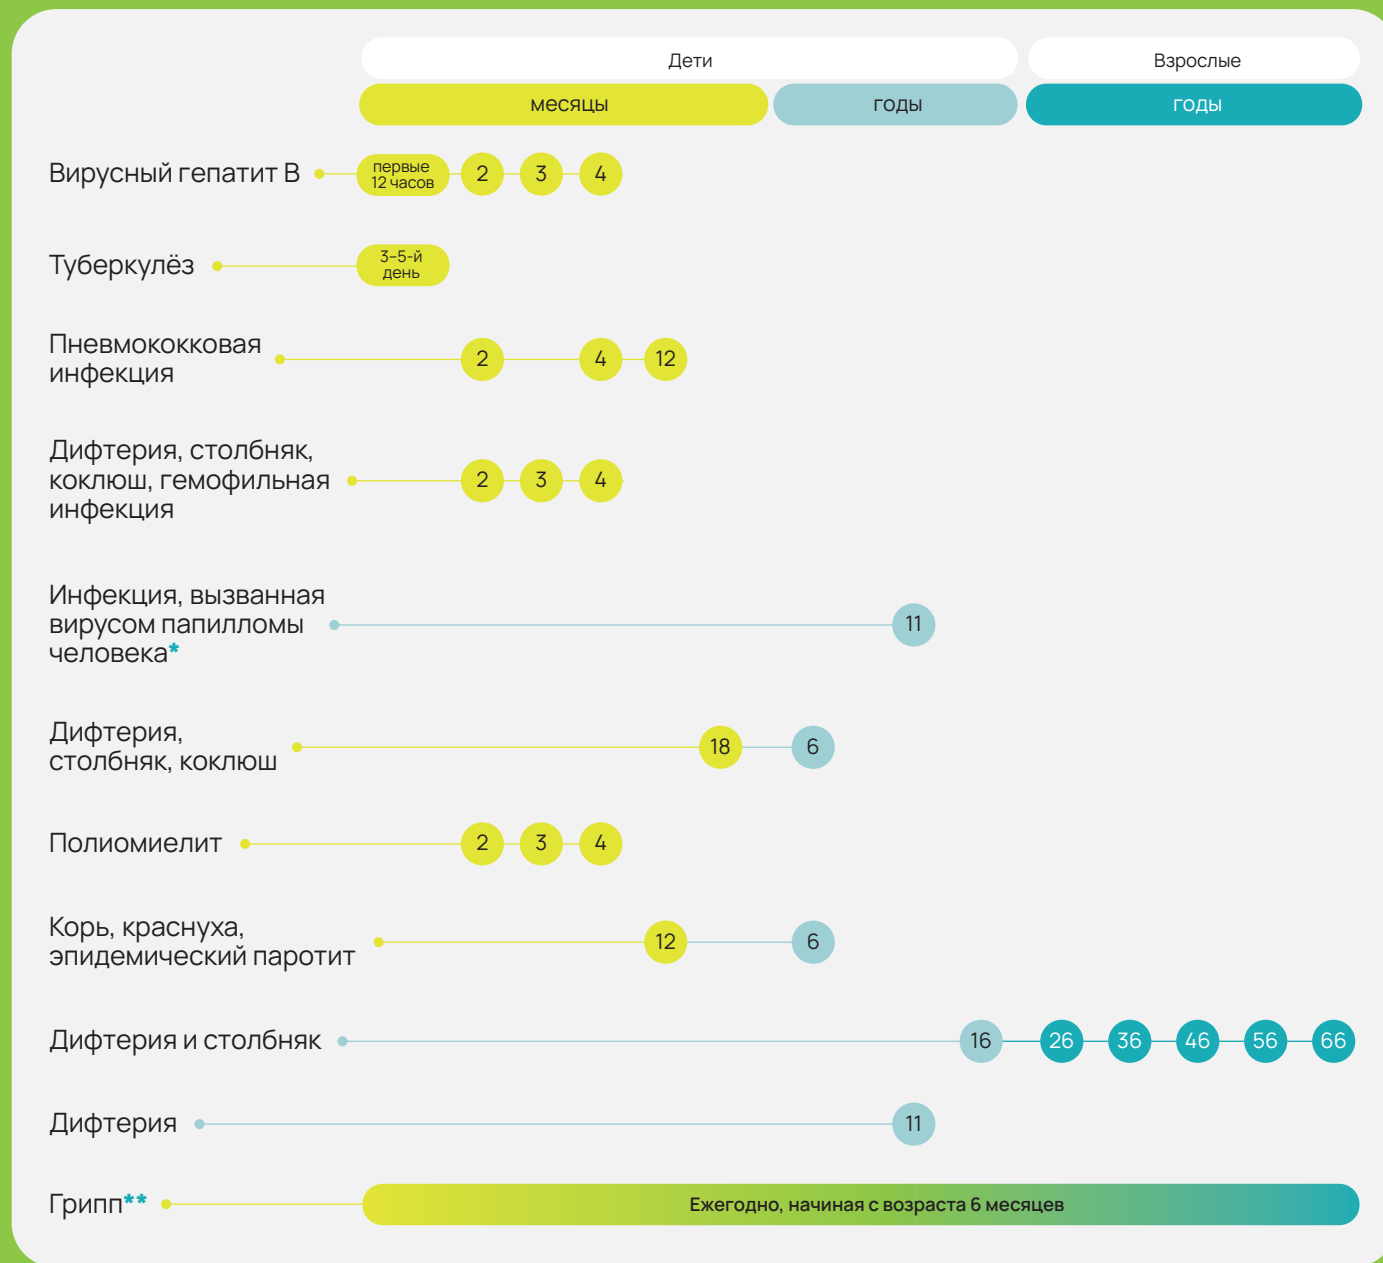 Дети
Взрослые
месяцы
годы
годы
Вирусный гепатит В
первые
12 часов
2
3
4
Туберкулёз
3–5-й
день
Пневмококковая
инфекция
2
4
12
Дифтерия, столбняк,
коклюш, гемофильная
инфекция
2
3
4
Инфекция, вызванная
вирусом папилломы
человека*
11
Дифтерия,
столбняк, коклюш
18
6
Полиомиелит
2
3
4
Корь, краснуха,
эпидемический паротит
12
6
Дифтерия и столбняк
16
26
36
46
56
66
Дифтерия
11
Грипп**
Ежегодно, начиная с возраста 6 месяцев